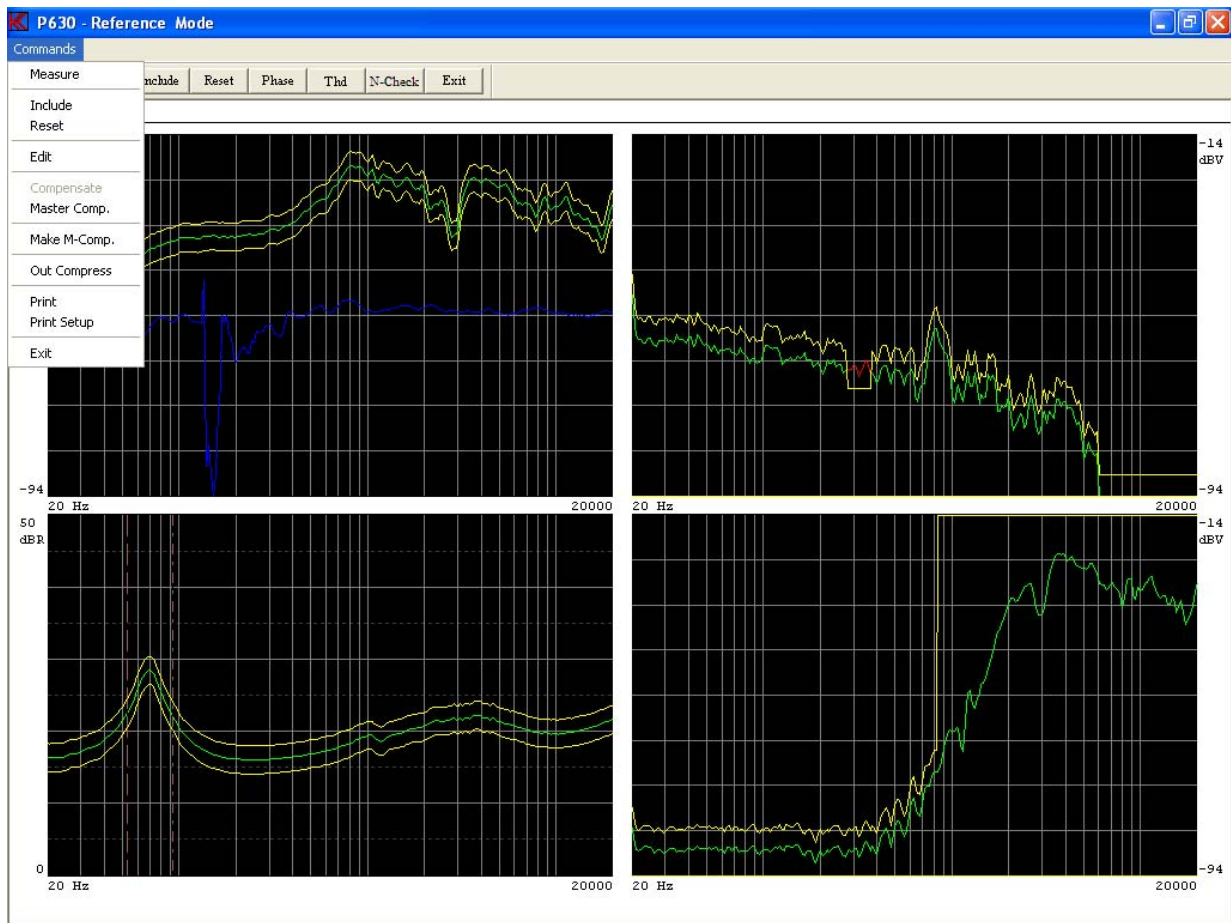 P630 - Reference Mode
Commands
Measure
Include
Reset
Edit
Compensate
Master Comp.
Make M-Comp.
Out Compress
Print
Print Setup
Exit
Reset Phase Thd N-Check Exit
-94
20 Hz 20000
-14
dBV
-94
20 Hz 20000
50
dBR
0
20 Hz 20000
-14
dBV
-94
20 Hz 20000